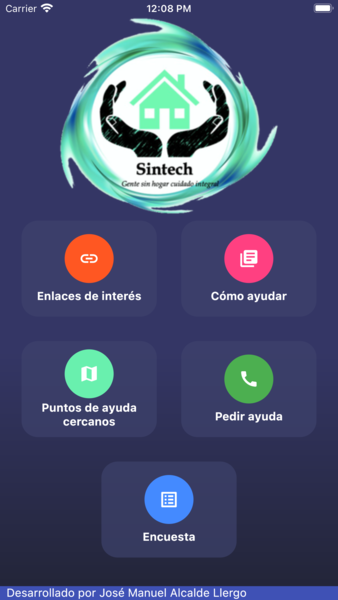 Carrier
12:08 PM
Sintech
Gente sin hogar cuidado integral
Enlaces de interés
Cómo ayudar
Puntos de ayuda
cercanos
Pedir ayuda
Encuesta
Desarrollado por José Manuel Alcalde Llergo